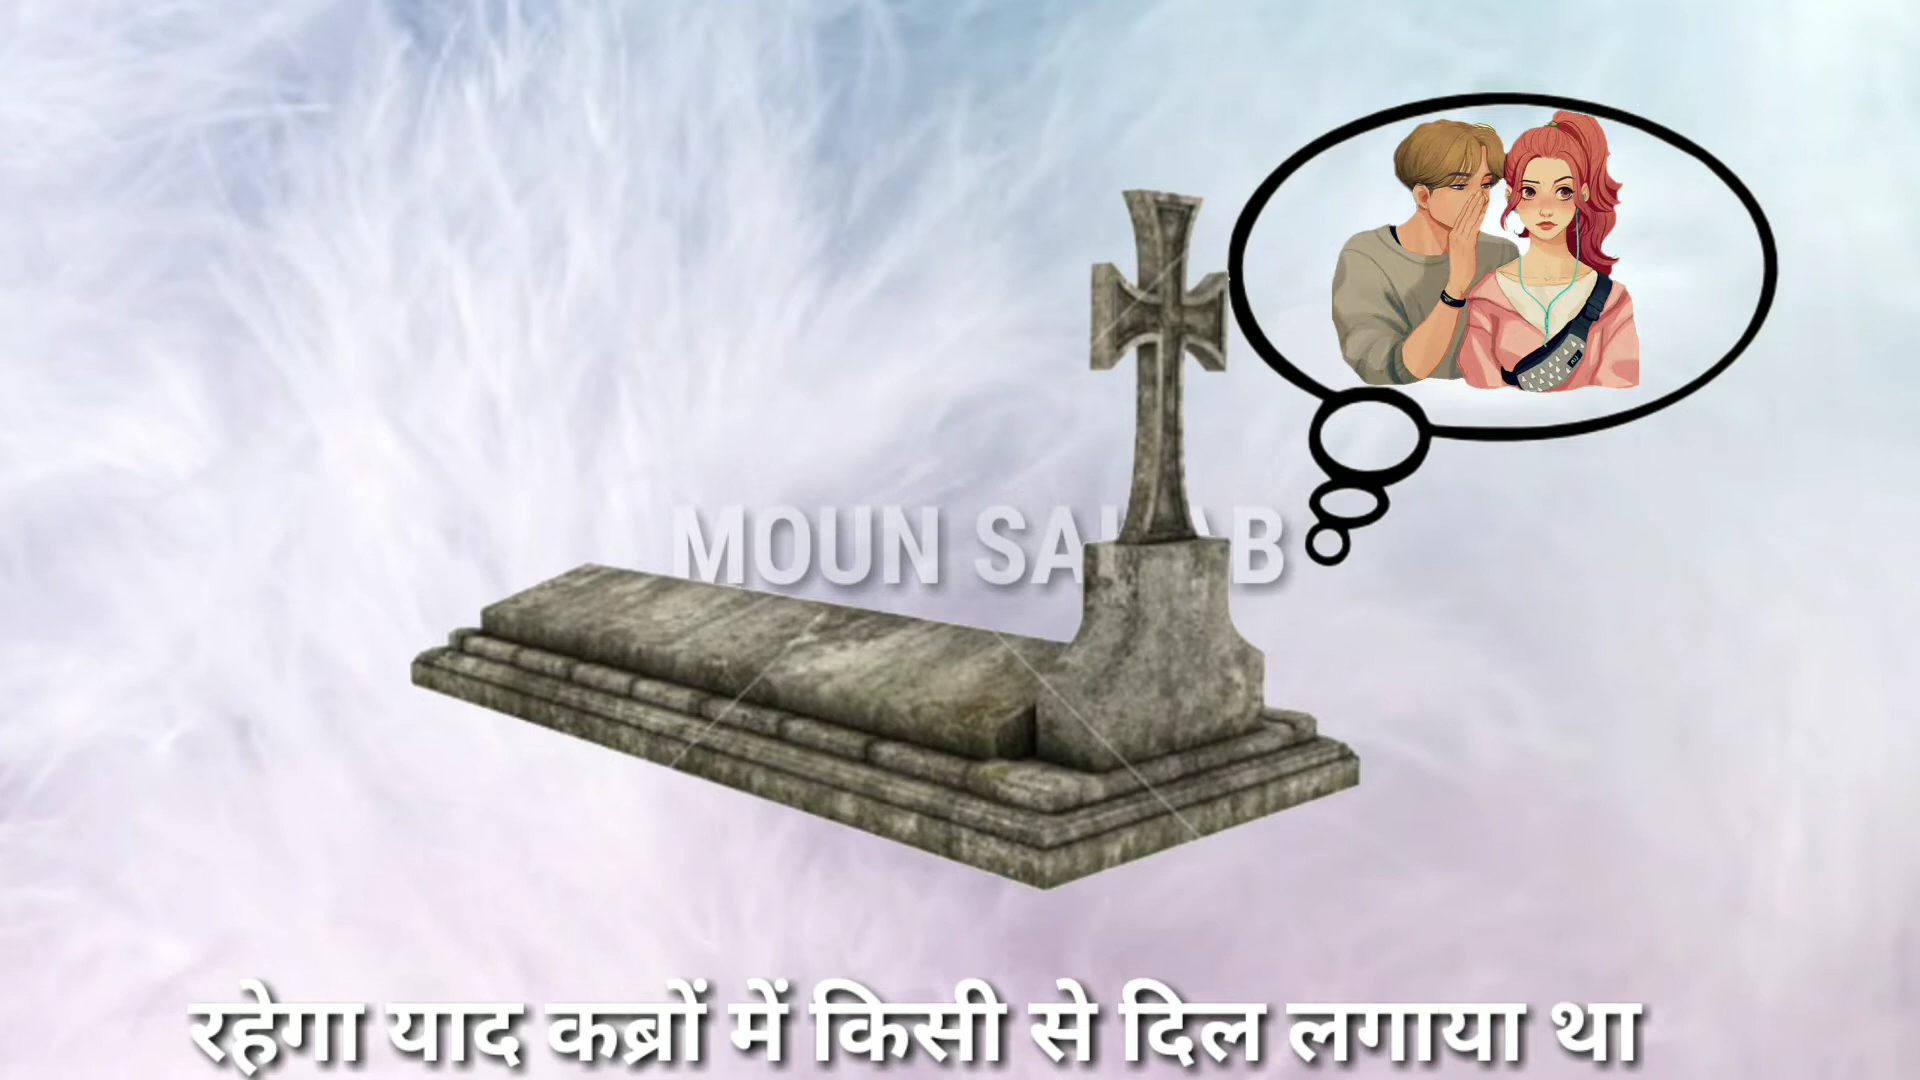 MOUN SA
रहेगा याद कब्रों में किसी से दिल लगाया था